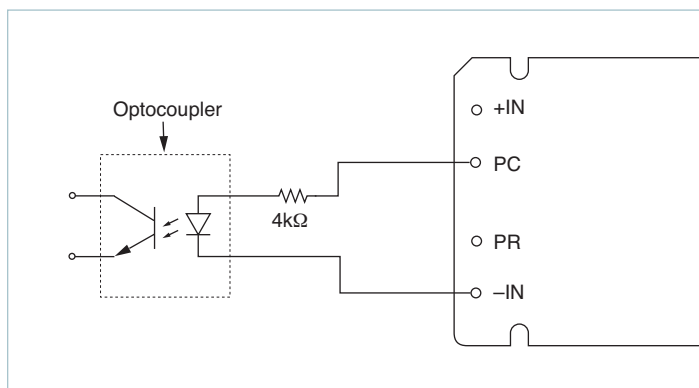 Optocoupler
4kΩ
+IN
PC
PR
–IN